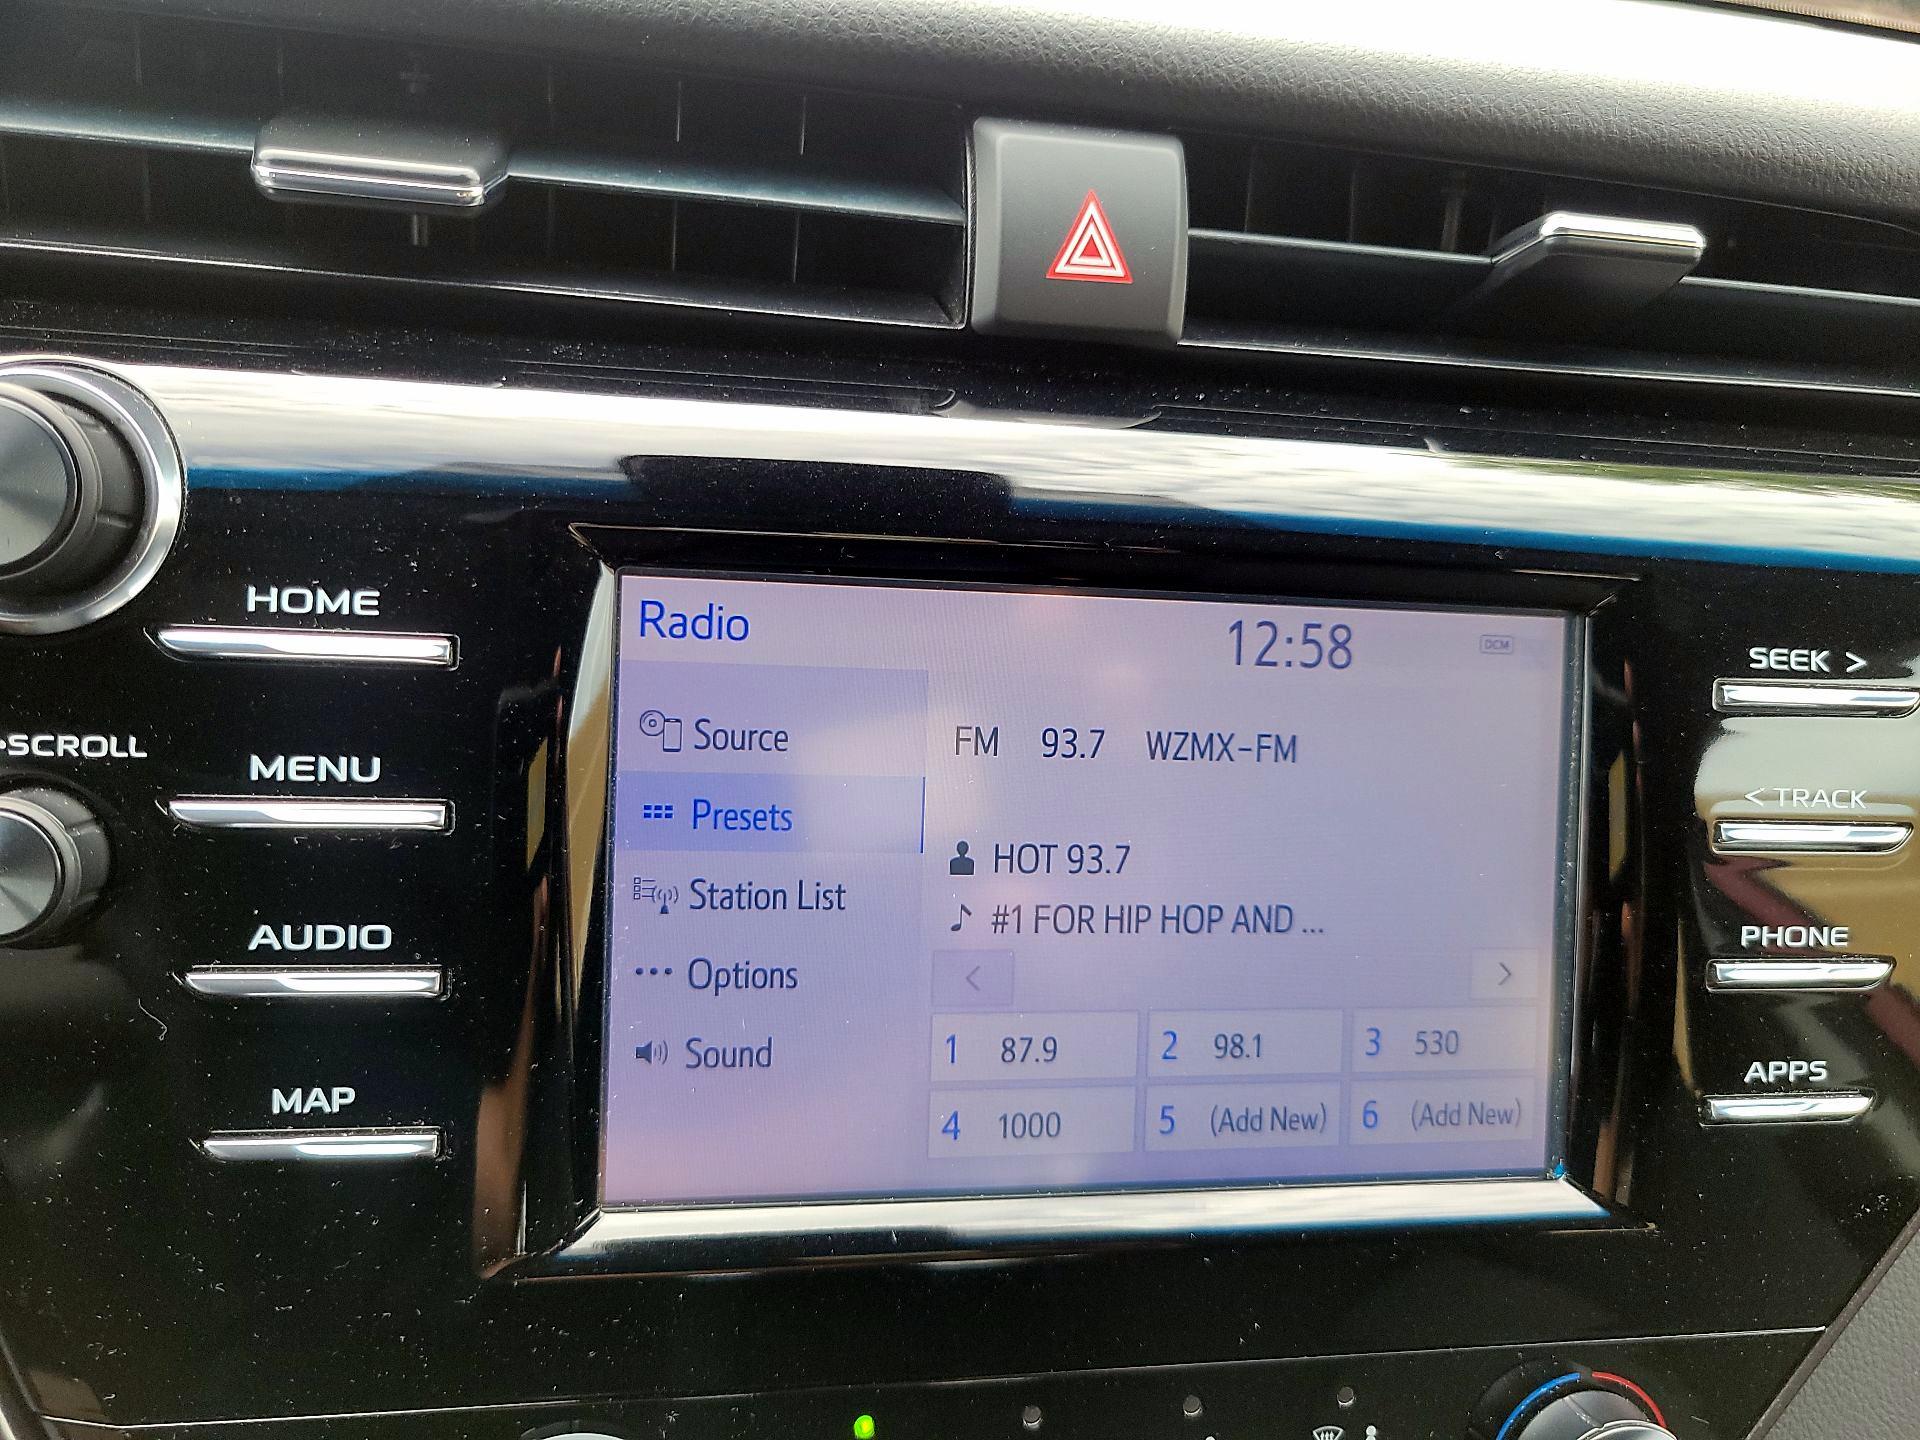 HOME
•SCROLL
MENU
AUDIO
MAP
Radio
12:58
DCM
Source
Presets
Station List
Options
Sound
FM 93.7 WZMX-FM
HOT 93.7
#1 FOR HIP HOP AND ...
< >
1 87.9 2 98.1 3 530
4 1000 5 (Add New) 6 (Add New)
SEEK >
< TRACK
PHONE
APPS